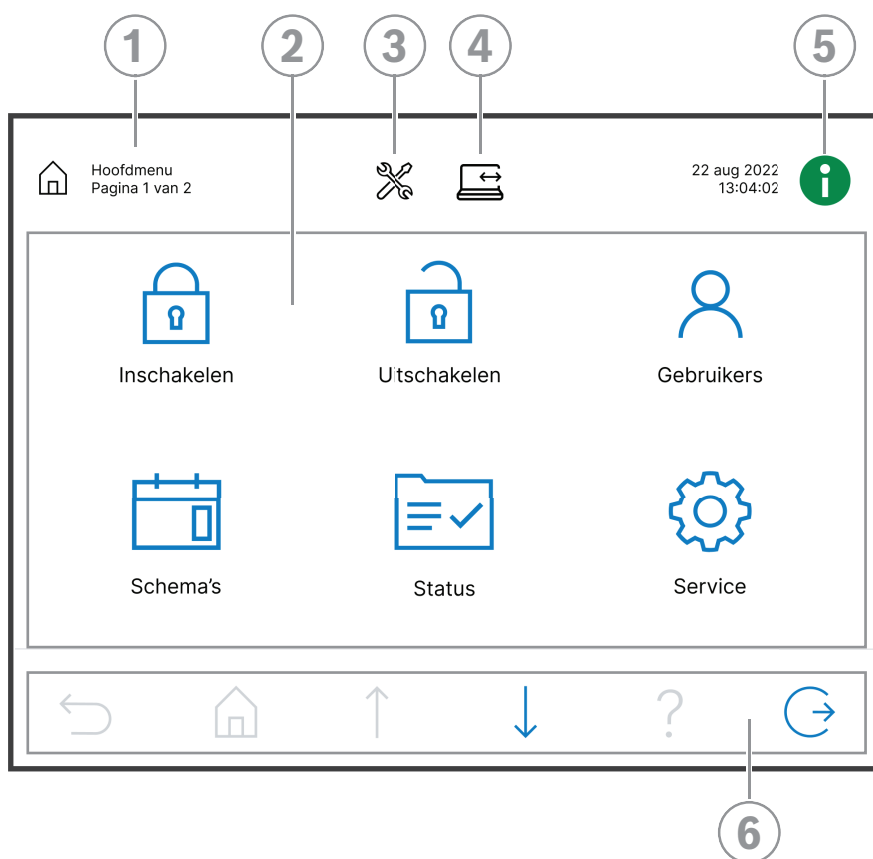 1 2 3 4 5
Hoofdmenu
Pagina 1 van 2
22 aug 2022
13:04:02
Inschakelen Uitschakelen Gebruikers
Schema's Status Service
?
6